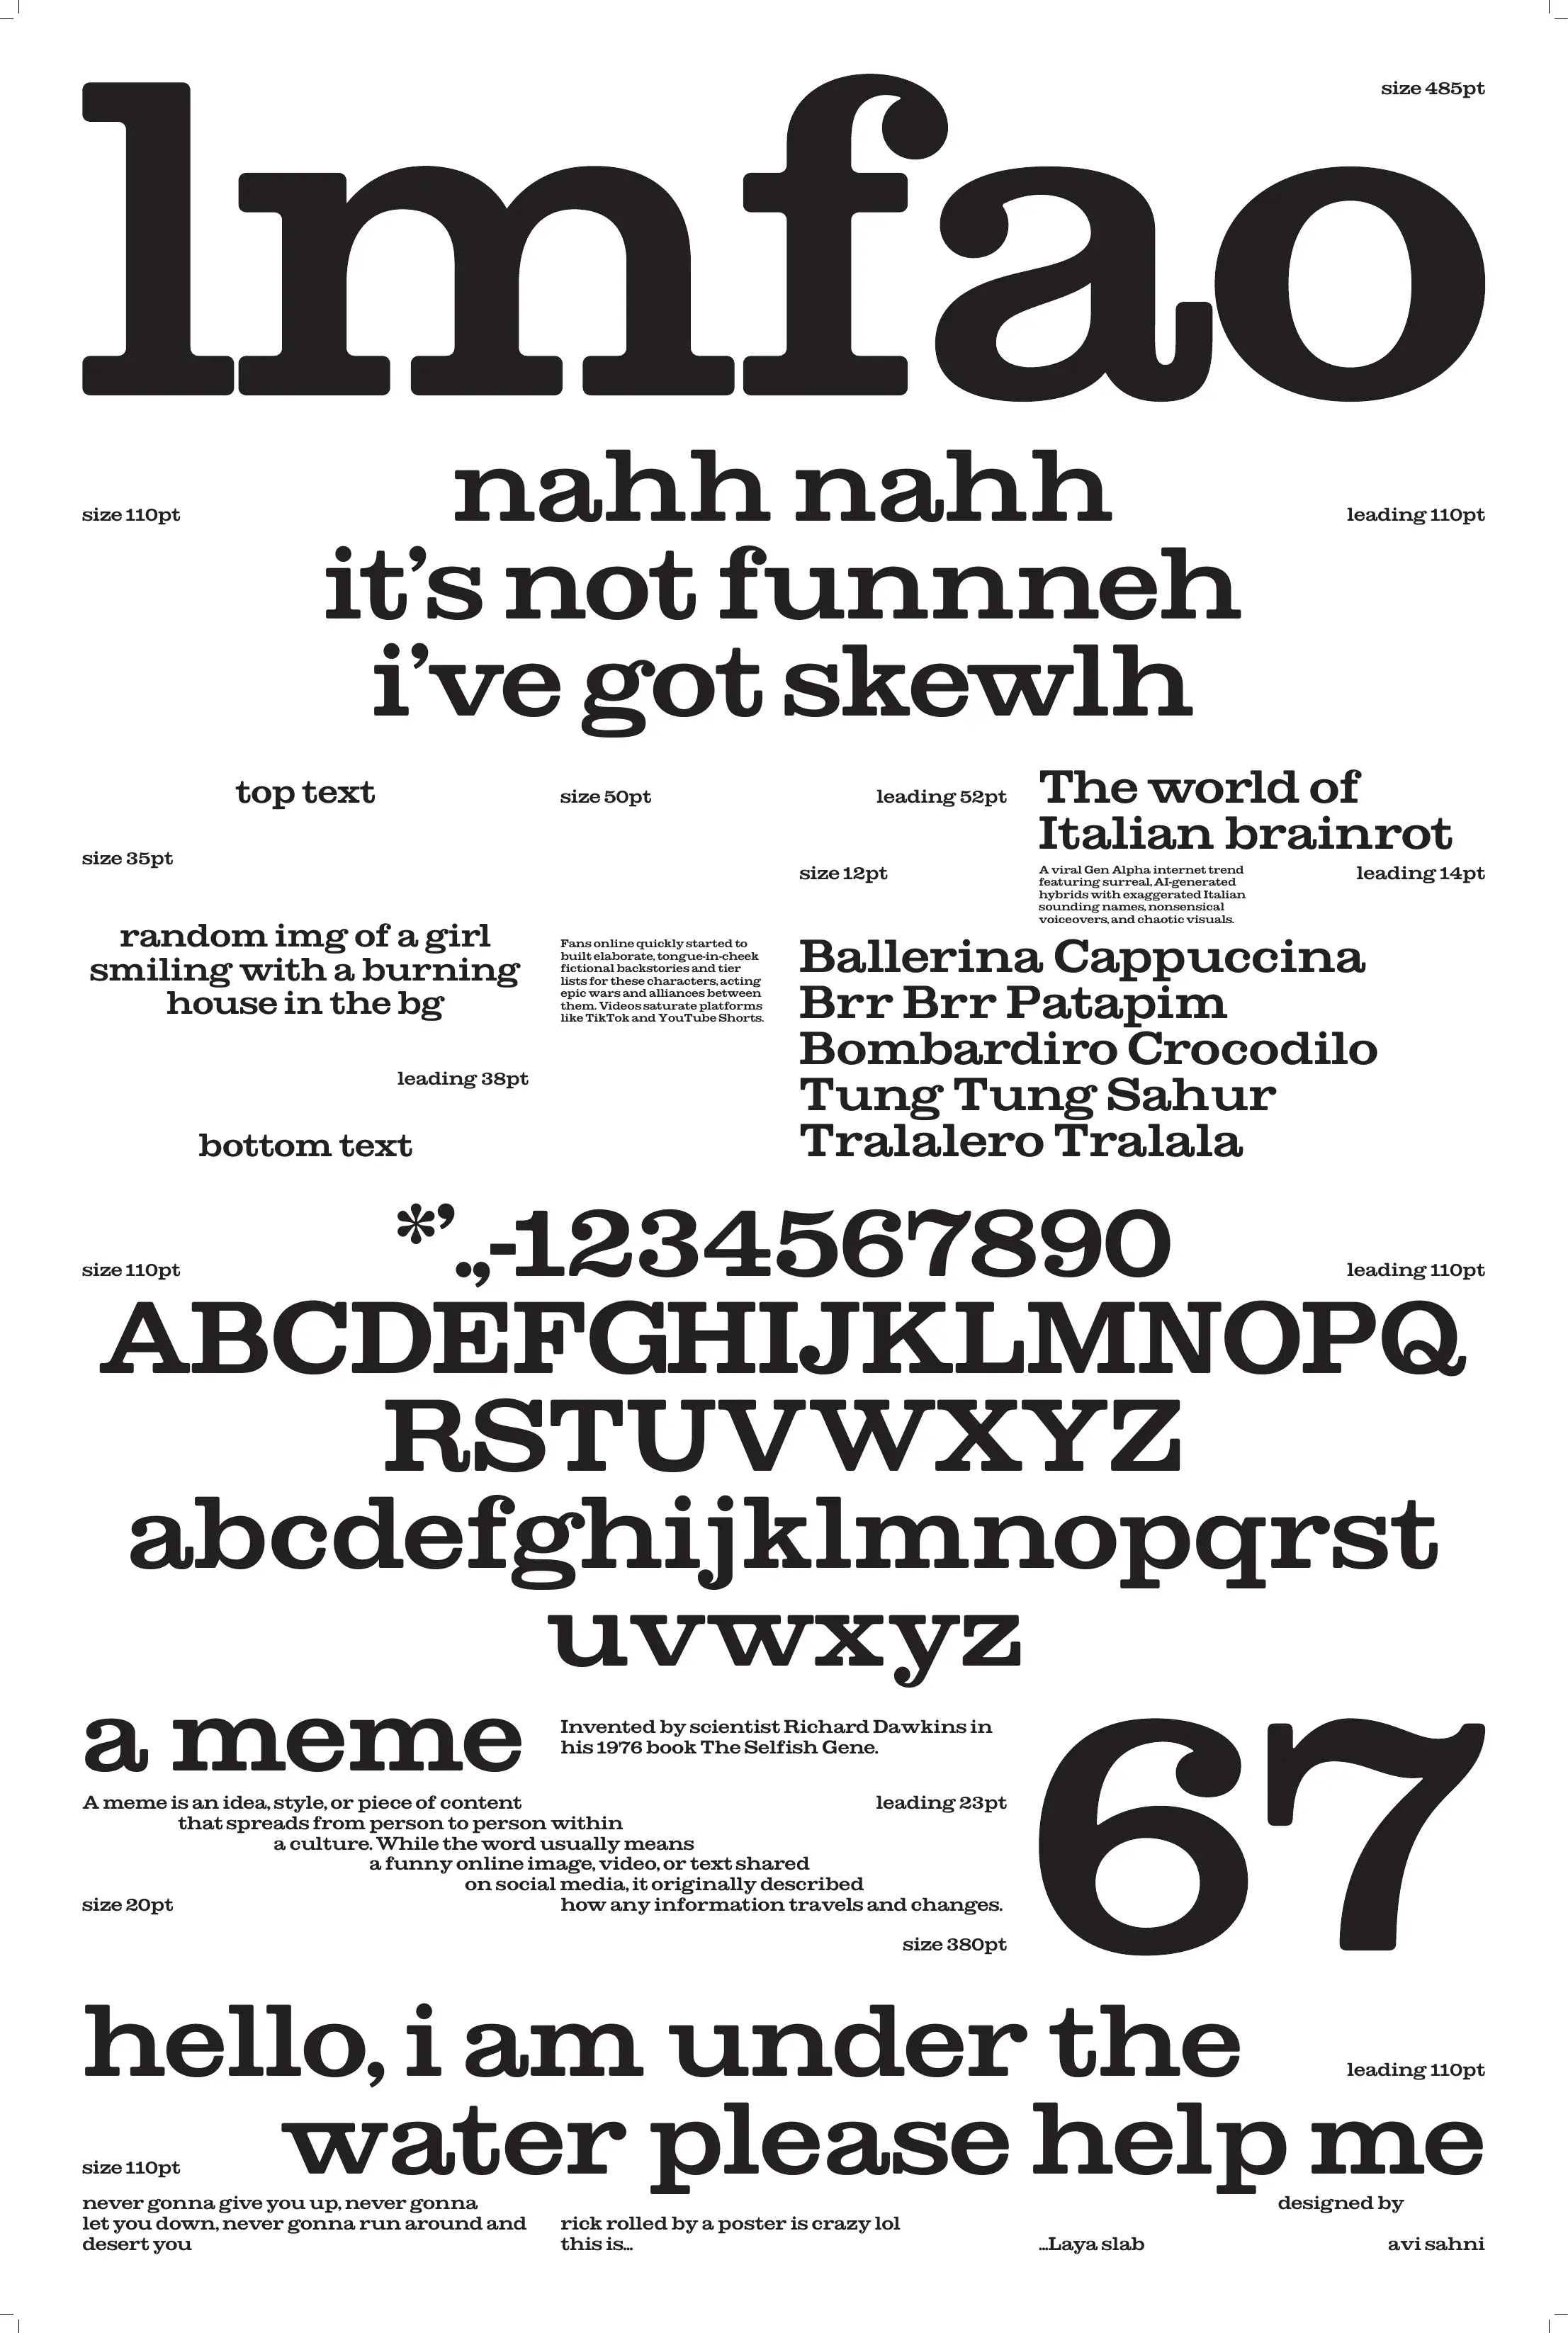 size 485pt
lmfao
nahh nahh
size 110pt
leading 110pt
it’s not funnneh
i’ve got skewlh
top text
size 50pt
leading 52pt
The world of
Italian brainrot
size 35pt
size 12pt
A viral Gen Alpha internet trend
featuring surreal, AI-generated
hybrids with exaggerated Italian
sounding names, nonsensical
voiceovers, and chaotic visuals.
leading 14pt
random img of a girl
smiling with a burning
house in the bg
Fans online quickly started to
built elaborate, tongue-in-cheek
fictional backstories and tier
lists for these characters, acting
epic wars and alliances between
them. Videos saturate platforms
like TikTok and YouTube Shorts.
Ballerina Cappuccina
Brr Brr Patapim
Bombardiro Crocodilo
Tung Tung Sahur
Tralalero Tralala
leading 38pt
bottom text
*’.,-1234567890
size 110pt
leading 110pt
ABCDEFGHIJKLMNOPQ
RSTUVWXYZ
abcdefghijklmnopqrst
uvwxyz
a meme
Invented by scientist Richard Dawkins in
his 1976 book The Selfish Gene.
67
A meme is an idea, style, or piece of content
that spreads from person to person within
a culture. While the word usually means
a funny online image, video, or text shared
on social media, it originally described
how any information travels and changes.
leading 23pt
size 20pt
size 380pt
hello, i am under the
leading 110pt
water please help me
size 110pt
never gonna give you up, never gonna
let you down, never gonna run around and
desert you
rick rolled by a poster is crazy lol
this is...
...Laya slab
designed by
avi sahni